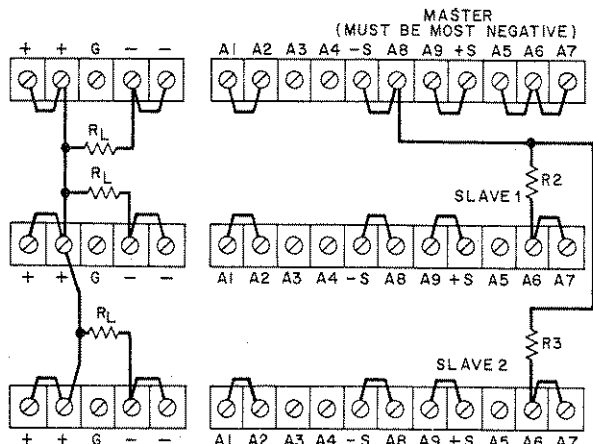 MASTER
(MUST BE MOST NEGATIVE)
+ + G − −
A1 A2 A3 A4 −S A8 A9 +S A5 A6 A7
RL
RL
R2
SLAVE 1
+ + G − −
A1 A2 A3 A4 −S A8 A9 +S A5 A6 A7
RL
R3
SLAVE 2
+ + G − −
A1 A2 A3 A4 −S A8 A9 +S A5 A6 A7